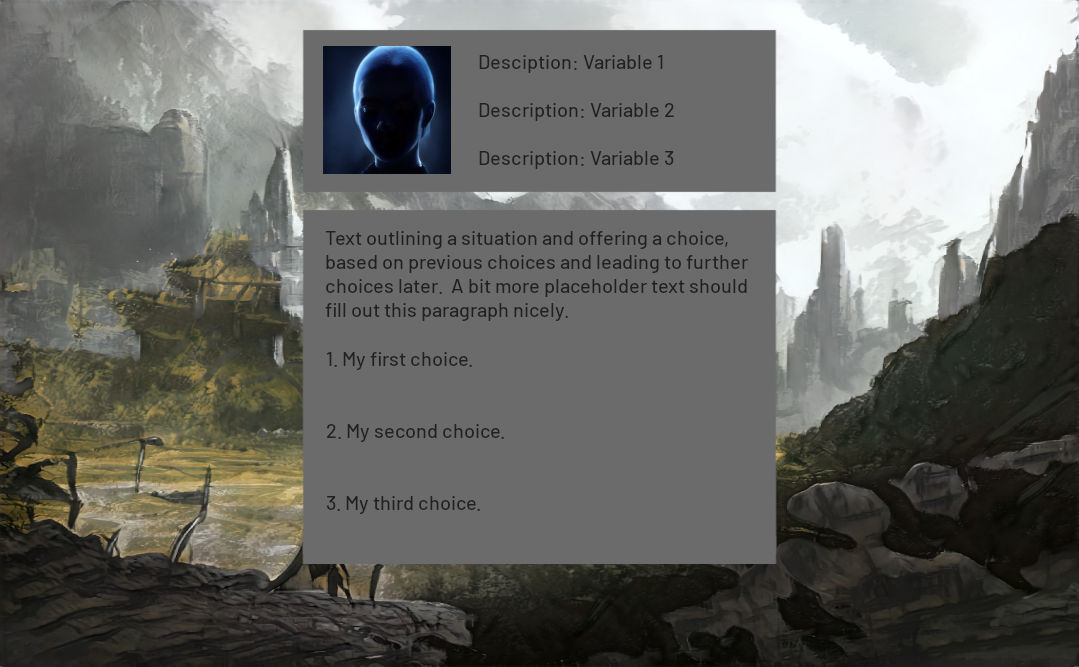 Desciption: Variable 1
Description: Variable 2
Description: Variable 3
Text outlining a situation and offering a choice,
based on previous choices and leading to further
choices later.  A bit more placeholder text should
fill out this paragraph nicely.
1. My first choice.
2. My second choice.
3. My third choice.